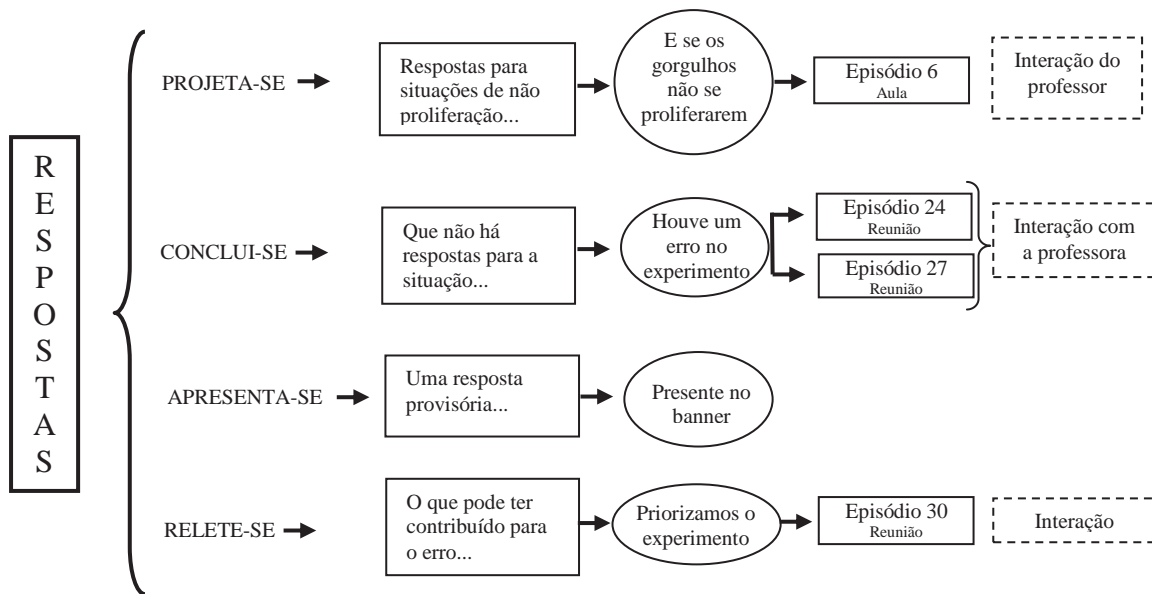 RESPOSTAS
PROJETA-SE
Respostas para
situações de não
proliferação...
E se os
gorgulhos
não se
proliferarem
Episódio 6
Aula
Interação do
professor
CONCLUI-SE
Que não há
respostas para a
situação...
Houve um
erro no
experimento
Episódio 24
Reunião
Episódio 27
Reunião
Interação com
a professora
APRESENTA-SE
Uma resposta
provisória...
Presente no
banner
RELETE-SE
O que pode ter
contribuído para
o erro...
Priorizamos o
experimento
Episódio 30
Reunião
Interação